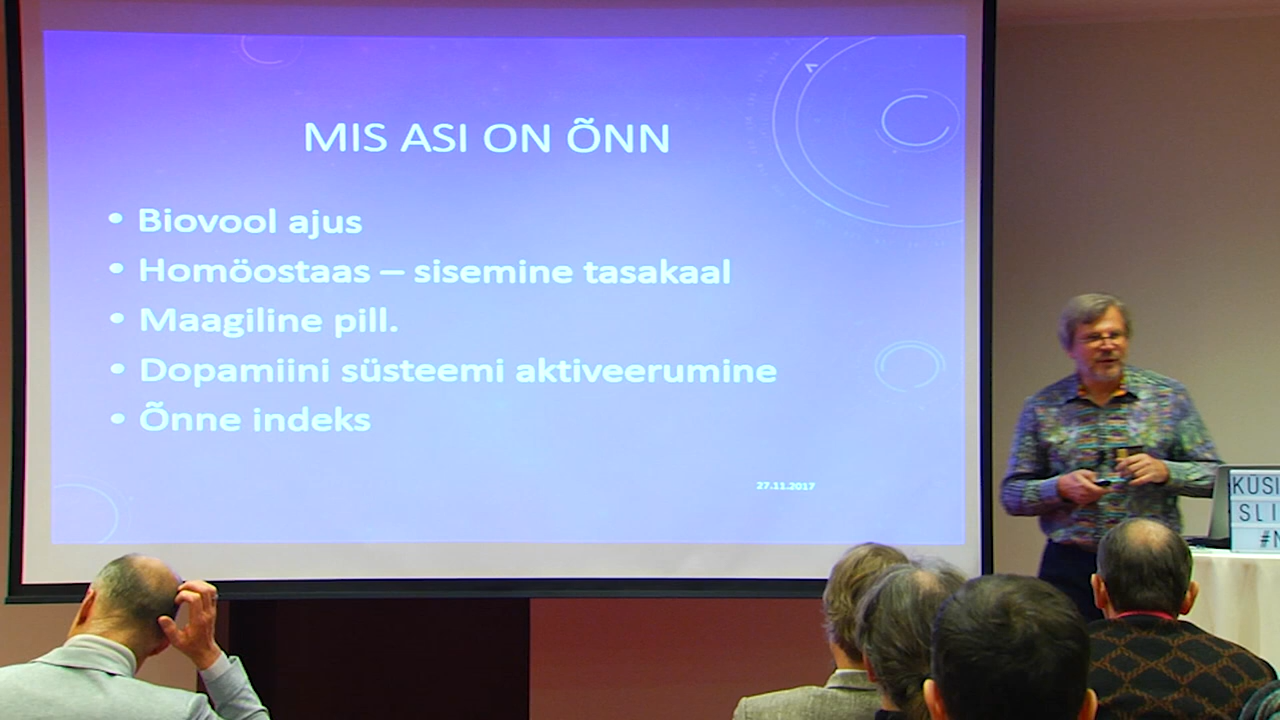 MIS ASI ON ÕNN
• Biovool ajus
• Homöostaas – sisemine tasakaal
• Maagiline pill.
• Dopamiini süsteemi aktiveerumine
• Õnne indeks
27.11.2017
KÜSI
SLI
#N